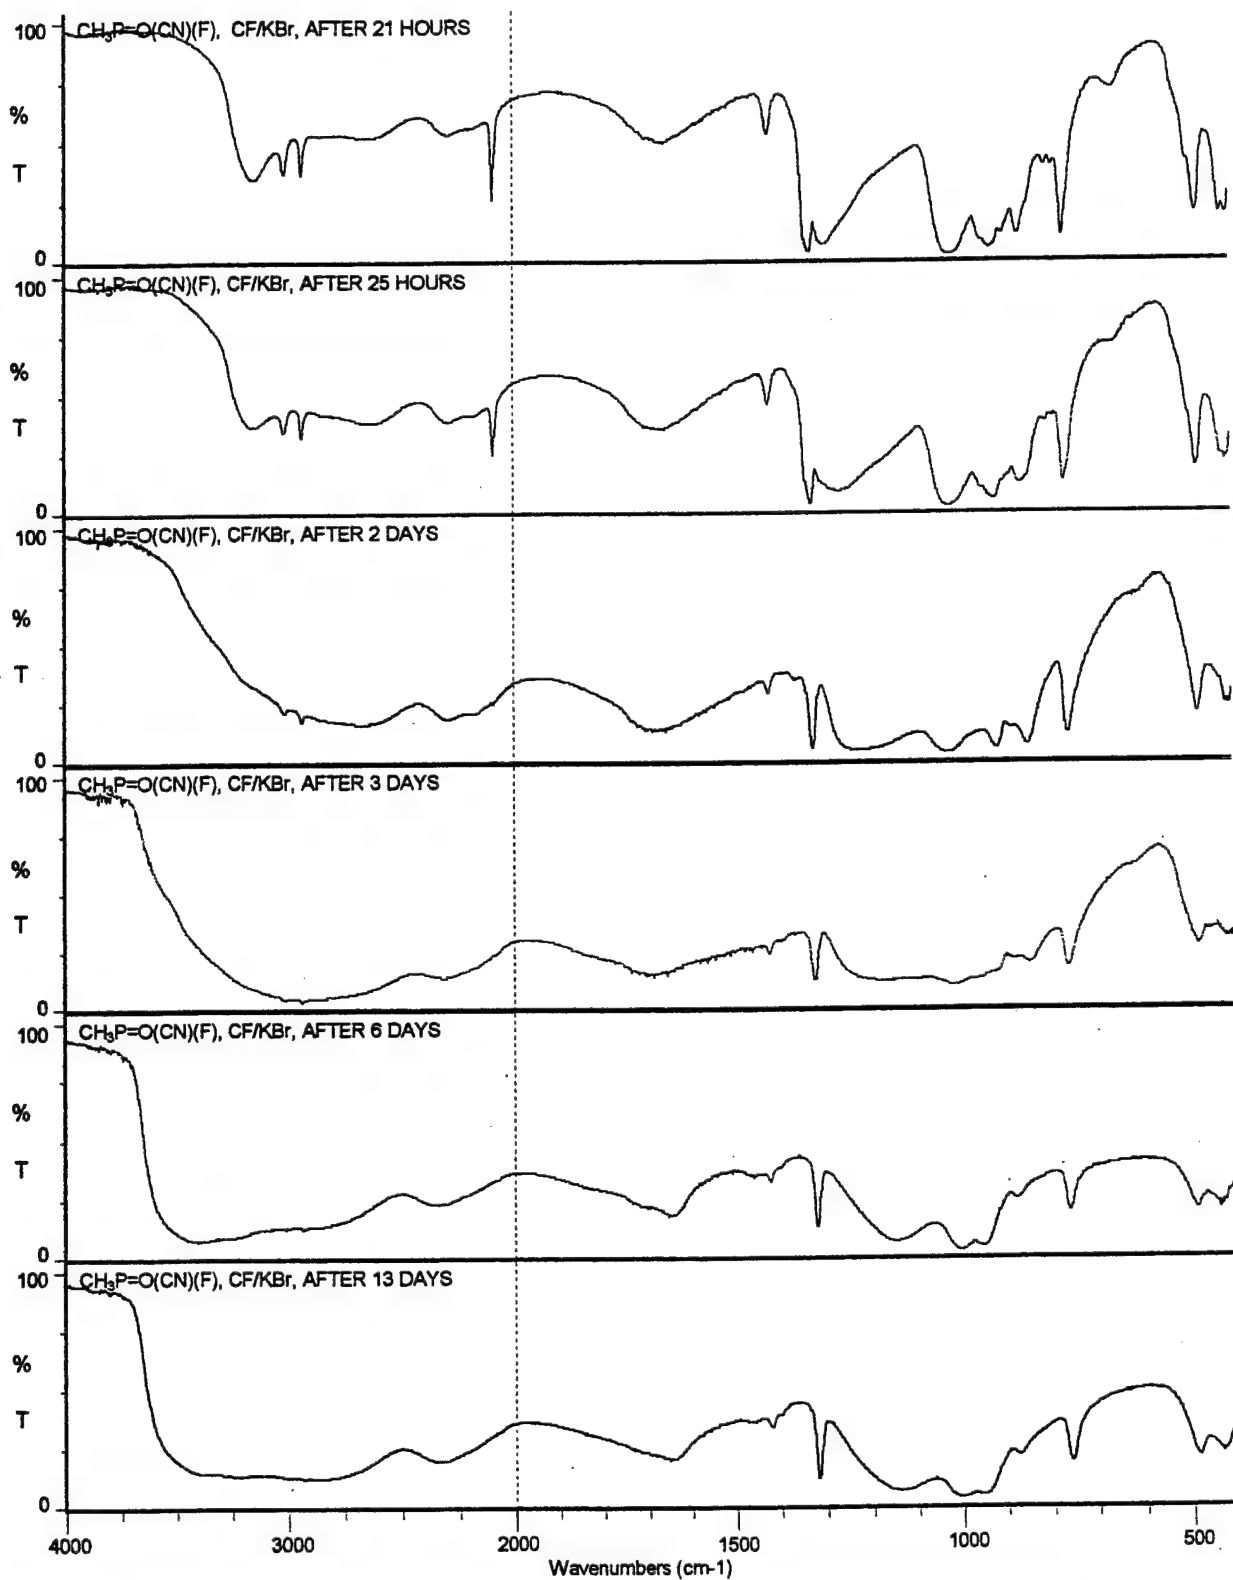 CH₃P=O(CN)(F), CF/KBr, AFTER 21 HOURS
100
%
T
0
CH₃P=O(CN)(F), CF/KBr, AFTER 25 HOURS
100
%
T
0
CH₃P=O(CN)(F), CF/KBr, AFTER 2 DAYS
100
%
T
0
CH₃P=O(CN)(F), CF/KBr, AFTER 3 DAYS
100
%
T
0
CH₃P=O(CN)(F), CF/KBr, AFTER 6 DAYS
100
%
T
0
CH₃P=O(CN)(F), CF/KBr, AFTER 13 DAYS
100
%
T
0
4000 3000 2000 1500 1000 500
Wavenumbers (cm-1)